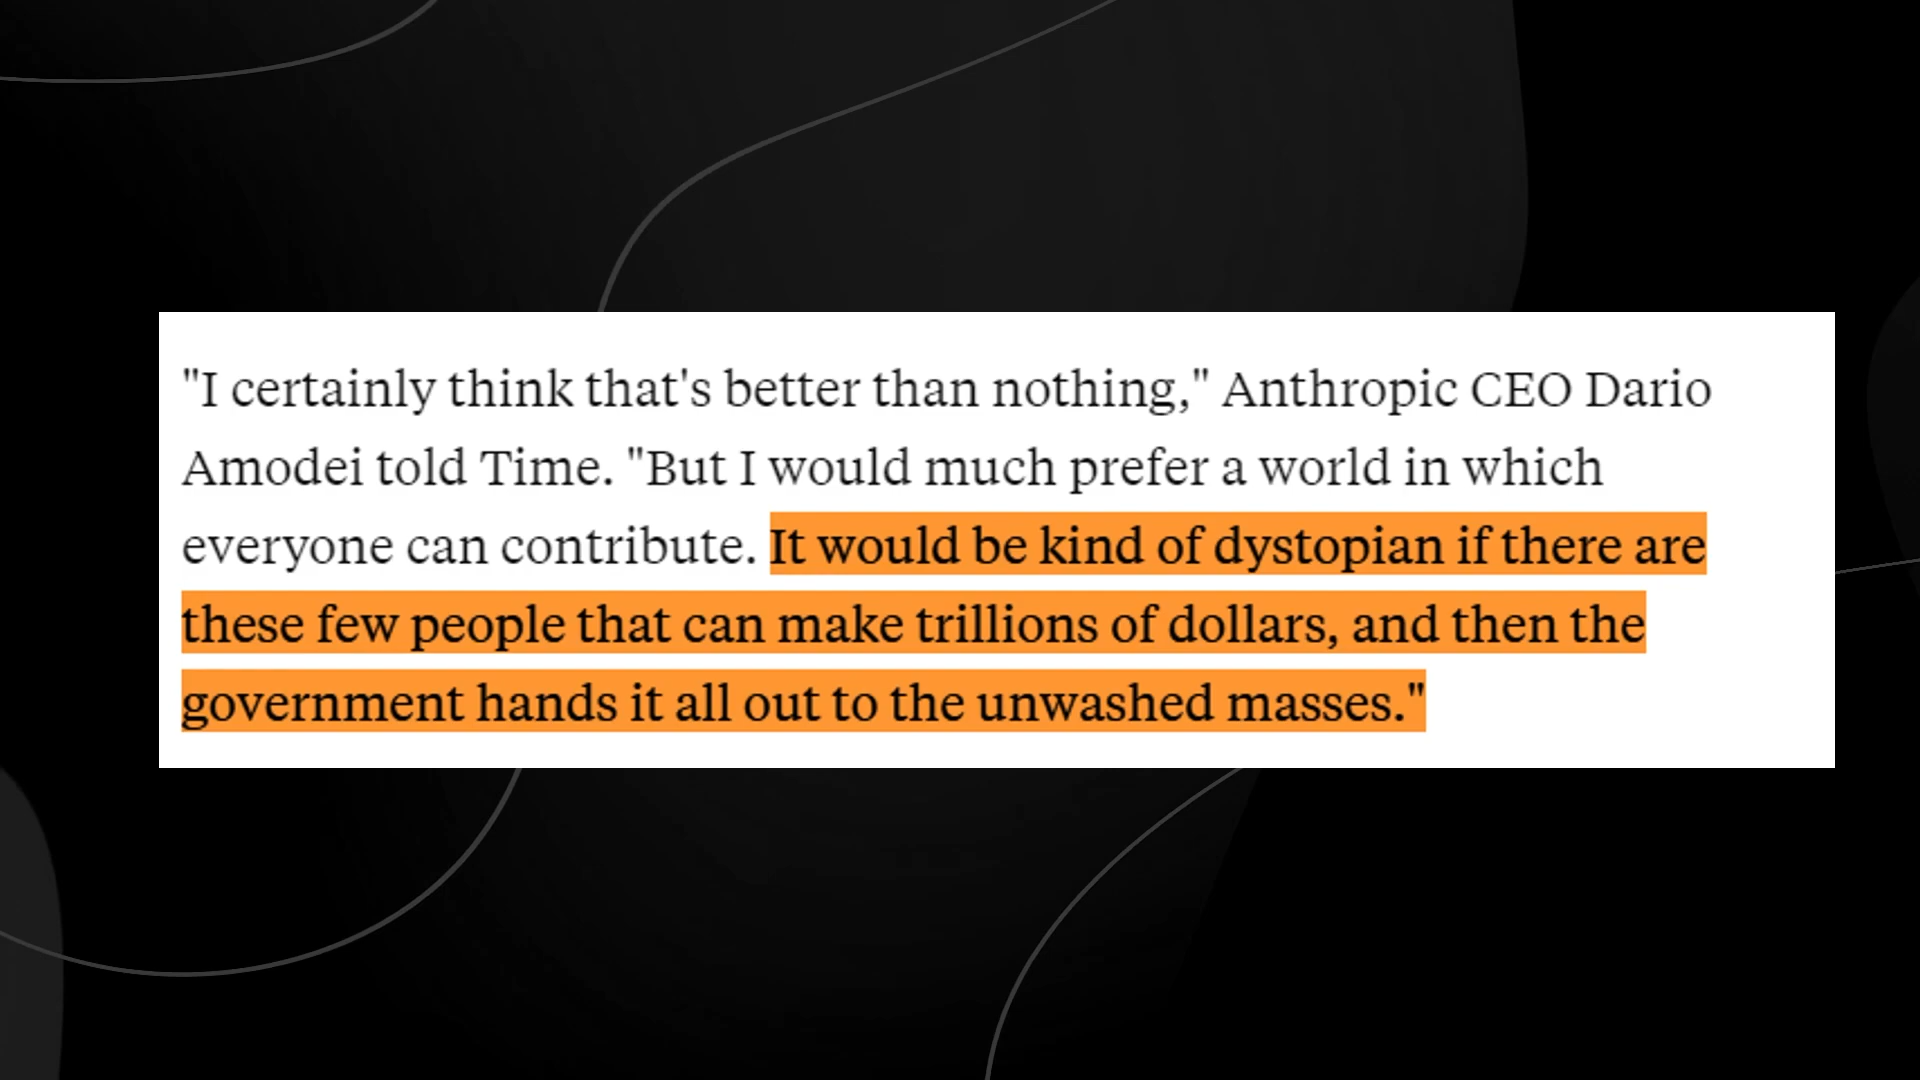 "I certainly think that's better than nothing," Anthropic CEO Dario
Amodei told Time. "But I would much prefer a world in which
everyone can contribute. It would be kind of dystopian if there are
these few people that can make trillions of dollars, and then the
government hands it all out to the unwashed masses."